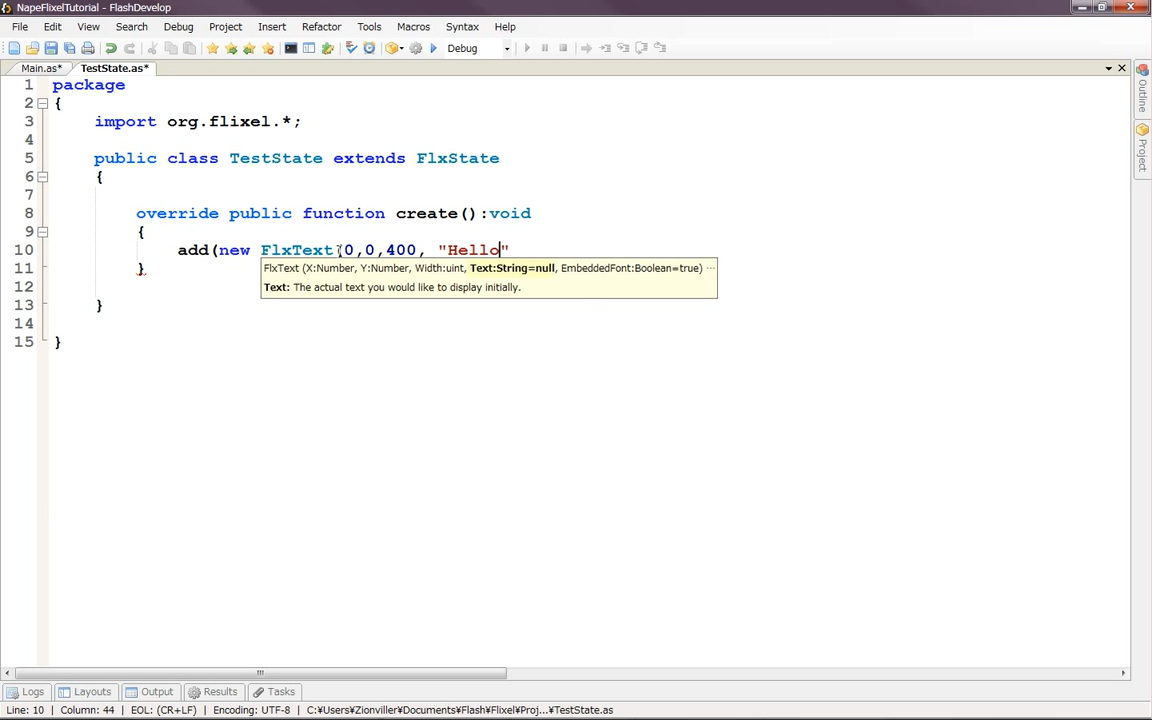 NapeFlixelTutorial - FlashDevelop
File Edit View Search Debug Project Insert Refactor Tools Macros Syntax Help
Debug
Main.as* TestState.as*
1 package
2 {
3 import org.flixel.*;
4
5 public class TestState extends FlxState
6 {
7
8 override public function create():void
9 {
10 add(new FlxText(0,0,400, "Hello"
FlxText (X:Number, Y:Number, Width:uint, Text:String=null, EmbeddedFont:Boolean=true) ...
11 }
Text: The actual text you would like to display initially.
12
13 }
14
15 }
Outline
Project
Logs Layouts Output Results Tasks
Line: 10 Column: 44 EOL: (CR+LF) Encoding: UTF-8 C:¥Users¥Zionviller¥Documents¥Flash¥Flixel¥Proj...¥TestState.as